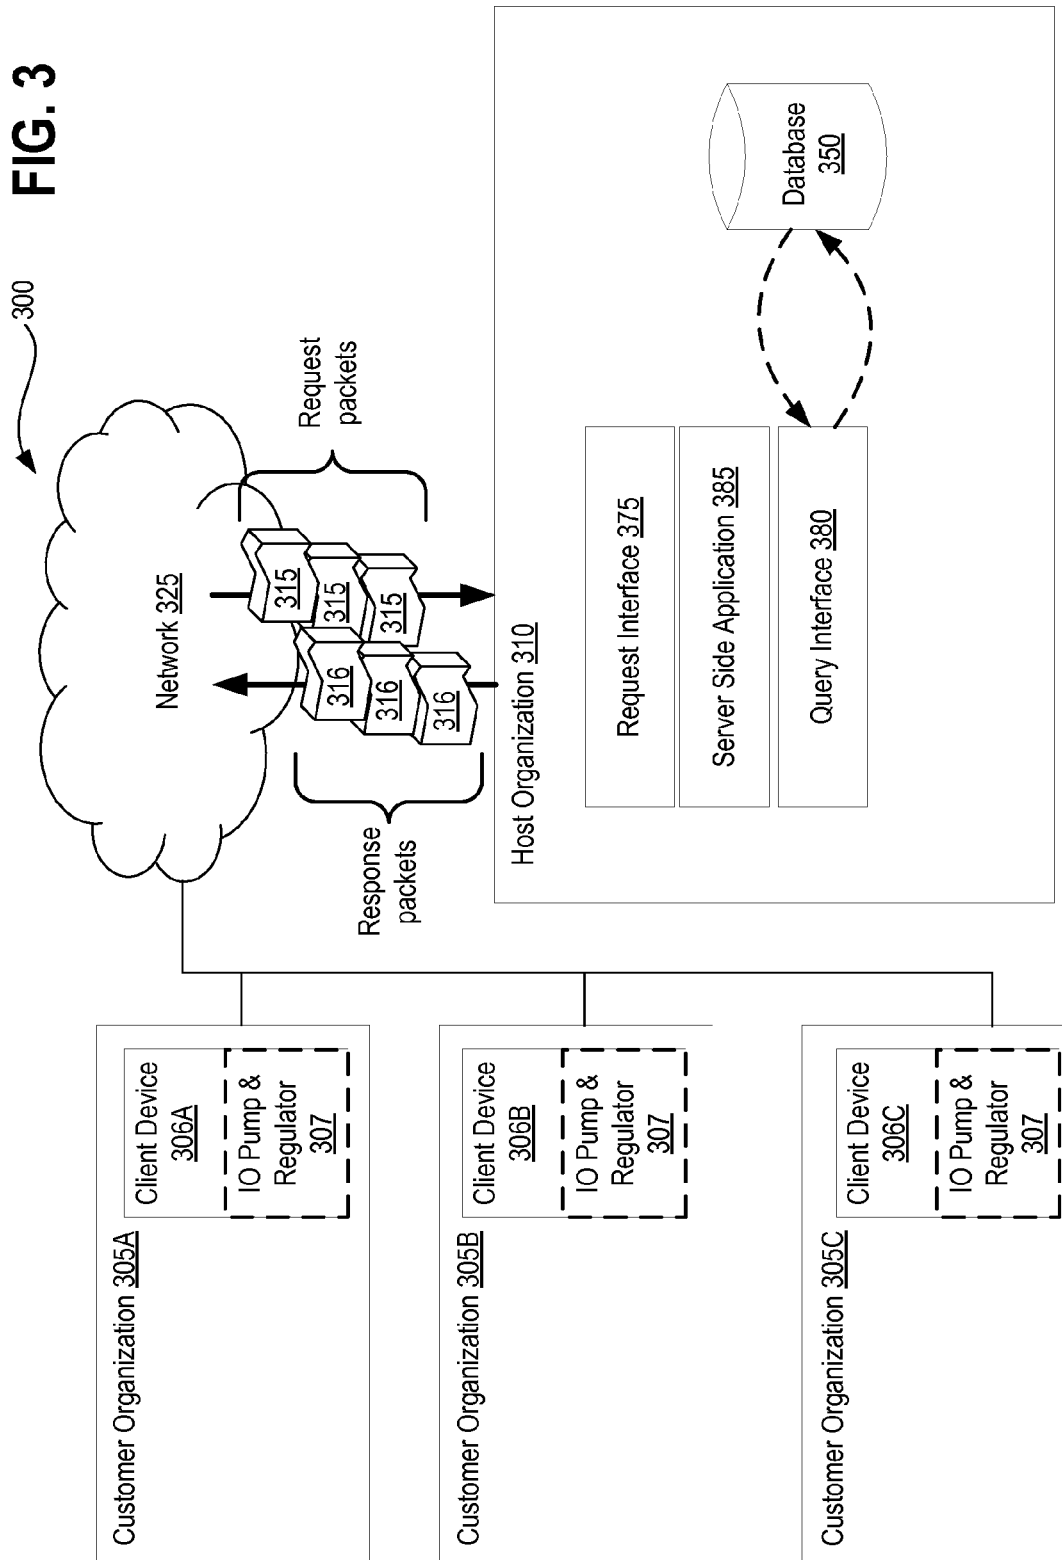 FIG. 3
300
Network 325
Request
packets
315
315
315
316
316
316
Response
packets
Customer Organization 305A
Client Device
306A
IO Pump &
Regulator
307
Customer Organization 305B
Client Device
306B
IO Pump &
Regulator
307
Customer Organization 305C
Client Device
306C
IO Pump &
Regulator
307
Host Organization 310
Request Interface 375
Server Side Application 385
Query Interface 380
Database
350